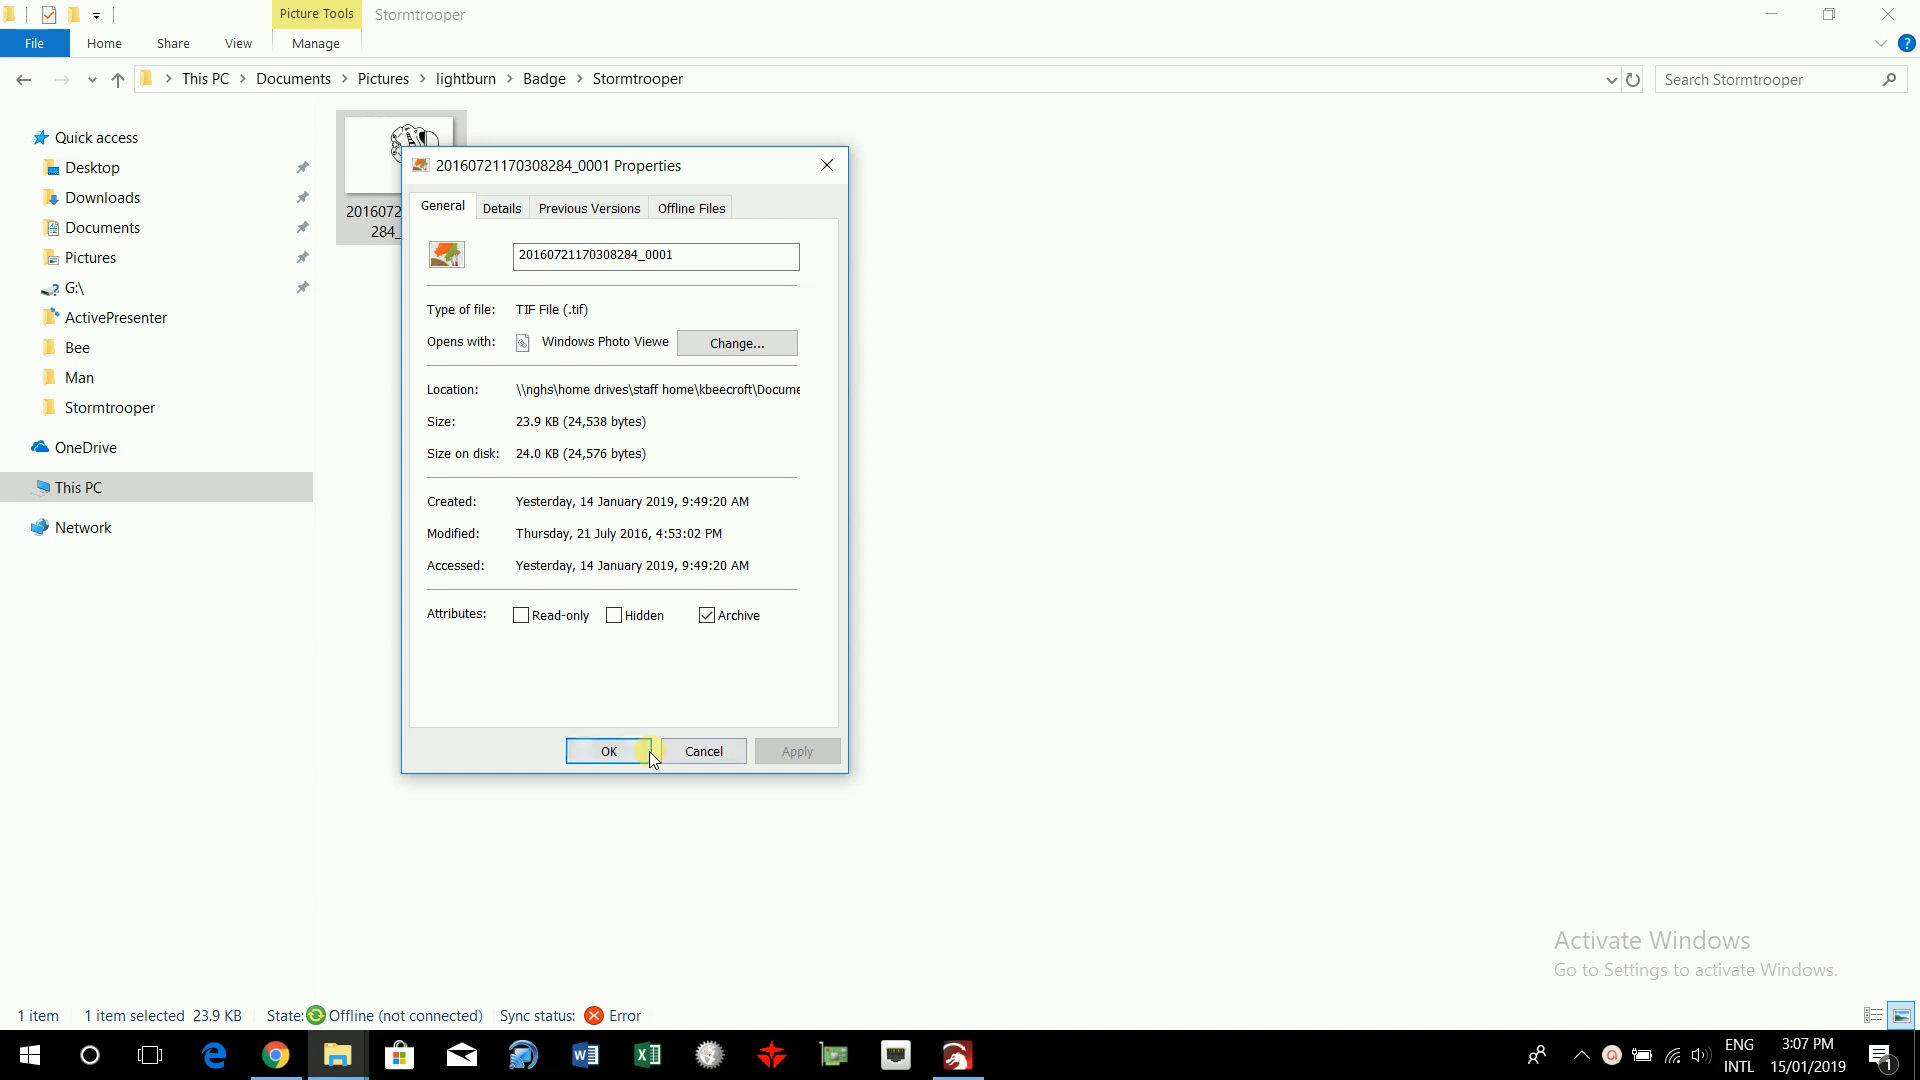 Picture Tools
Stormtrooper
File
Home
Share
View
Manage
This PC
Documents
Pictures
lightburn
Badge
Stormtrooper
Search Stormtrooper
Quick access
Desktop
Downloads
Documents
Pictures
G:\
ActivePresenter
Bee
Man
Stormtrooper
OneDrive
This PC
Network
2016072
284_
20160721170308284_0001 Properties
General
Details
Previous Versions
Offline Files
20160721170308284_0001
Type of file: TIF File (.tif)
Opens with: Windows Photo Viewe
Change...
Location: \\nghs\home drives\staff home\kbeecroft\Docume
Size: 23.9 KB (24,538 bytes)
Size on disk: 24.0 KB (24,576 bytes)
Created: Yesterday, 14 January 2019, 9:49:20 AM
Modified: Thursday, 21 July 2016, 4:53:02 PM
Accessed: Yesterday, 14 January 2019, 9:49:20 AM
Attributes: Read-only Hidden Archive
OK
Cancel
Apply
Activate Windows
Go to Settings to activate Windows.
1 item
1 item selected 23.9 KB
State: Offline (not connected)
Sync status: Error
ENG
INTL
3:07 PM
15/01/2019
1